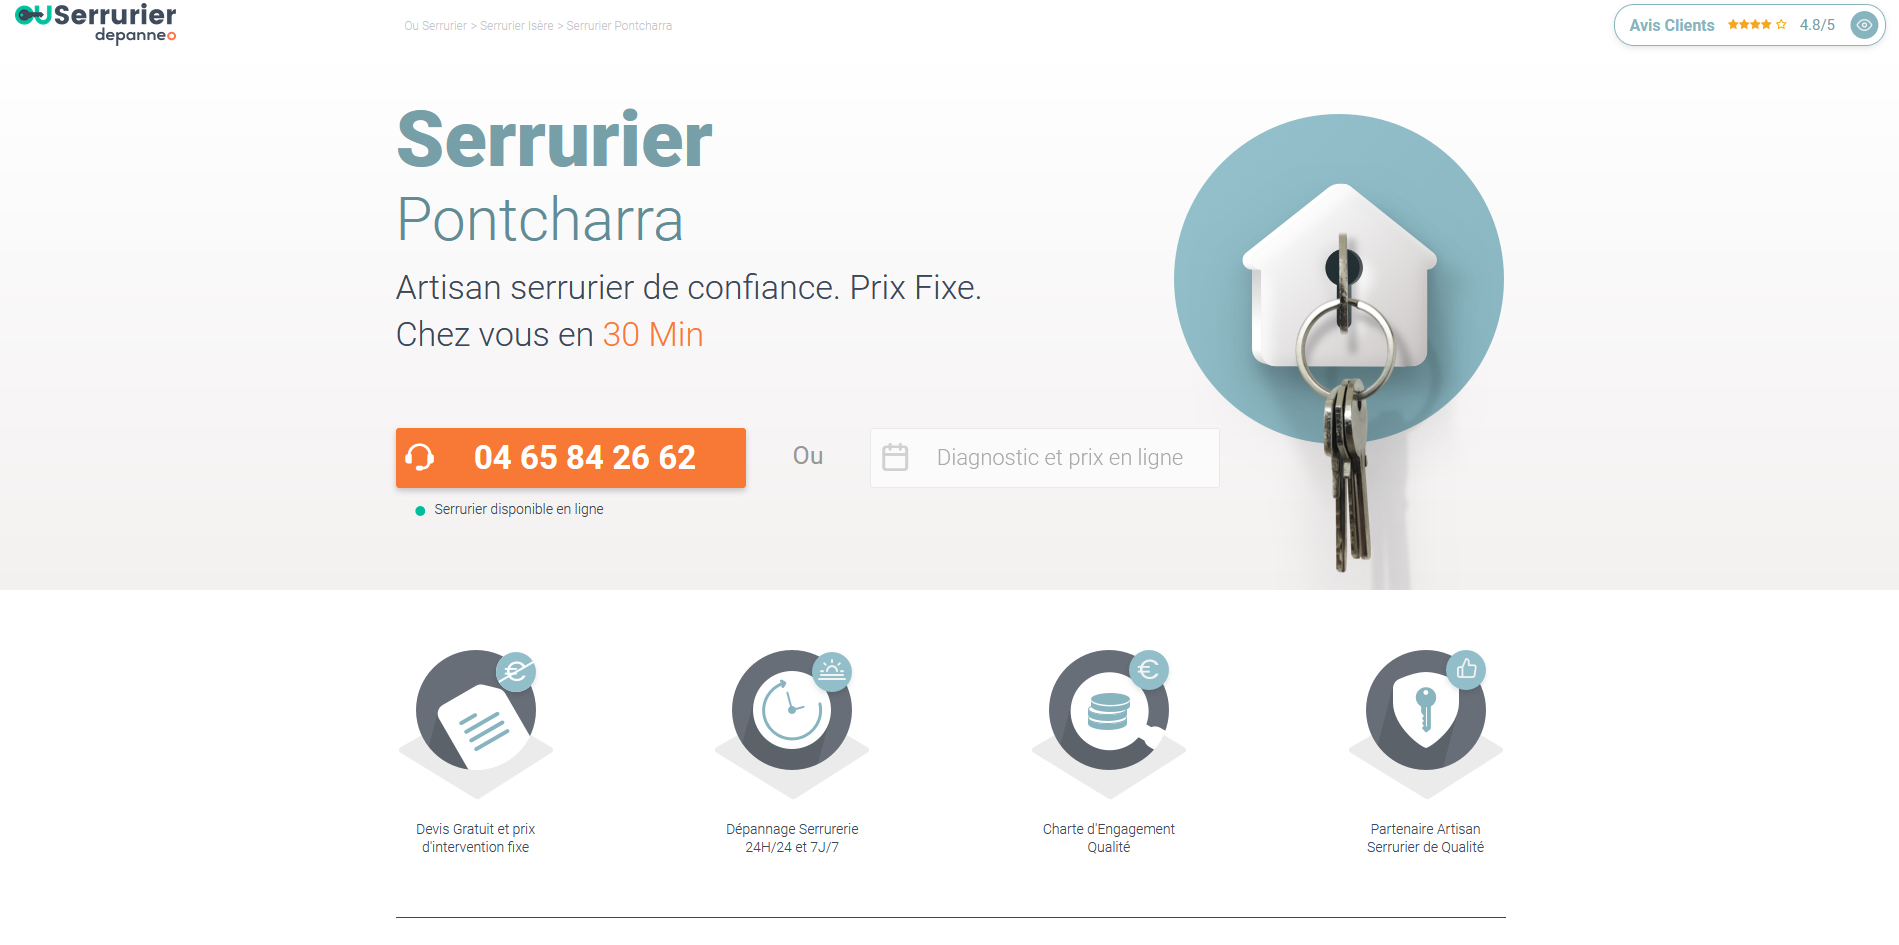 OUSerrurier
depanneo
Ou Serrurier > Serrurier Isère > Serrurier Pontcharra
Avis Clients 4.8/5
Serrurier
Pontcharra
Artisan serrurier de confiance. Prix Fixe.
Chez vous en 30 Min
04 65 84 26 62
Ou
Diagnostic et prix en ligne
Serrurier disponible en ligne
Devis Gratuit et prix
d'intervention fixe
Dépannage Serrurerie
24H/24 et 7J/7
Charte d'Engagement
Qualité
Partenaire Artisan
Serrurier de Qualité